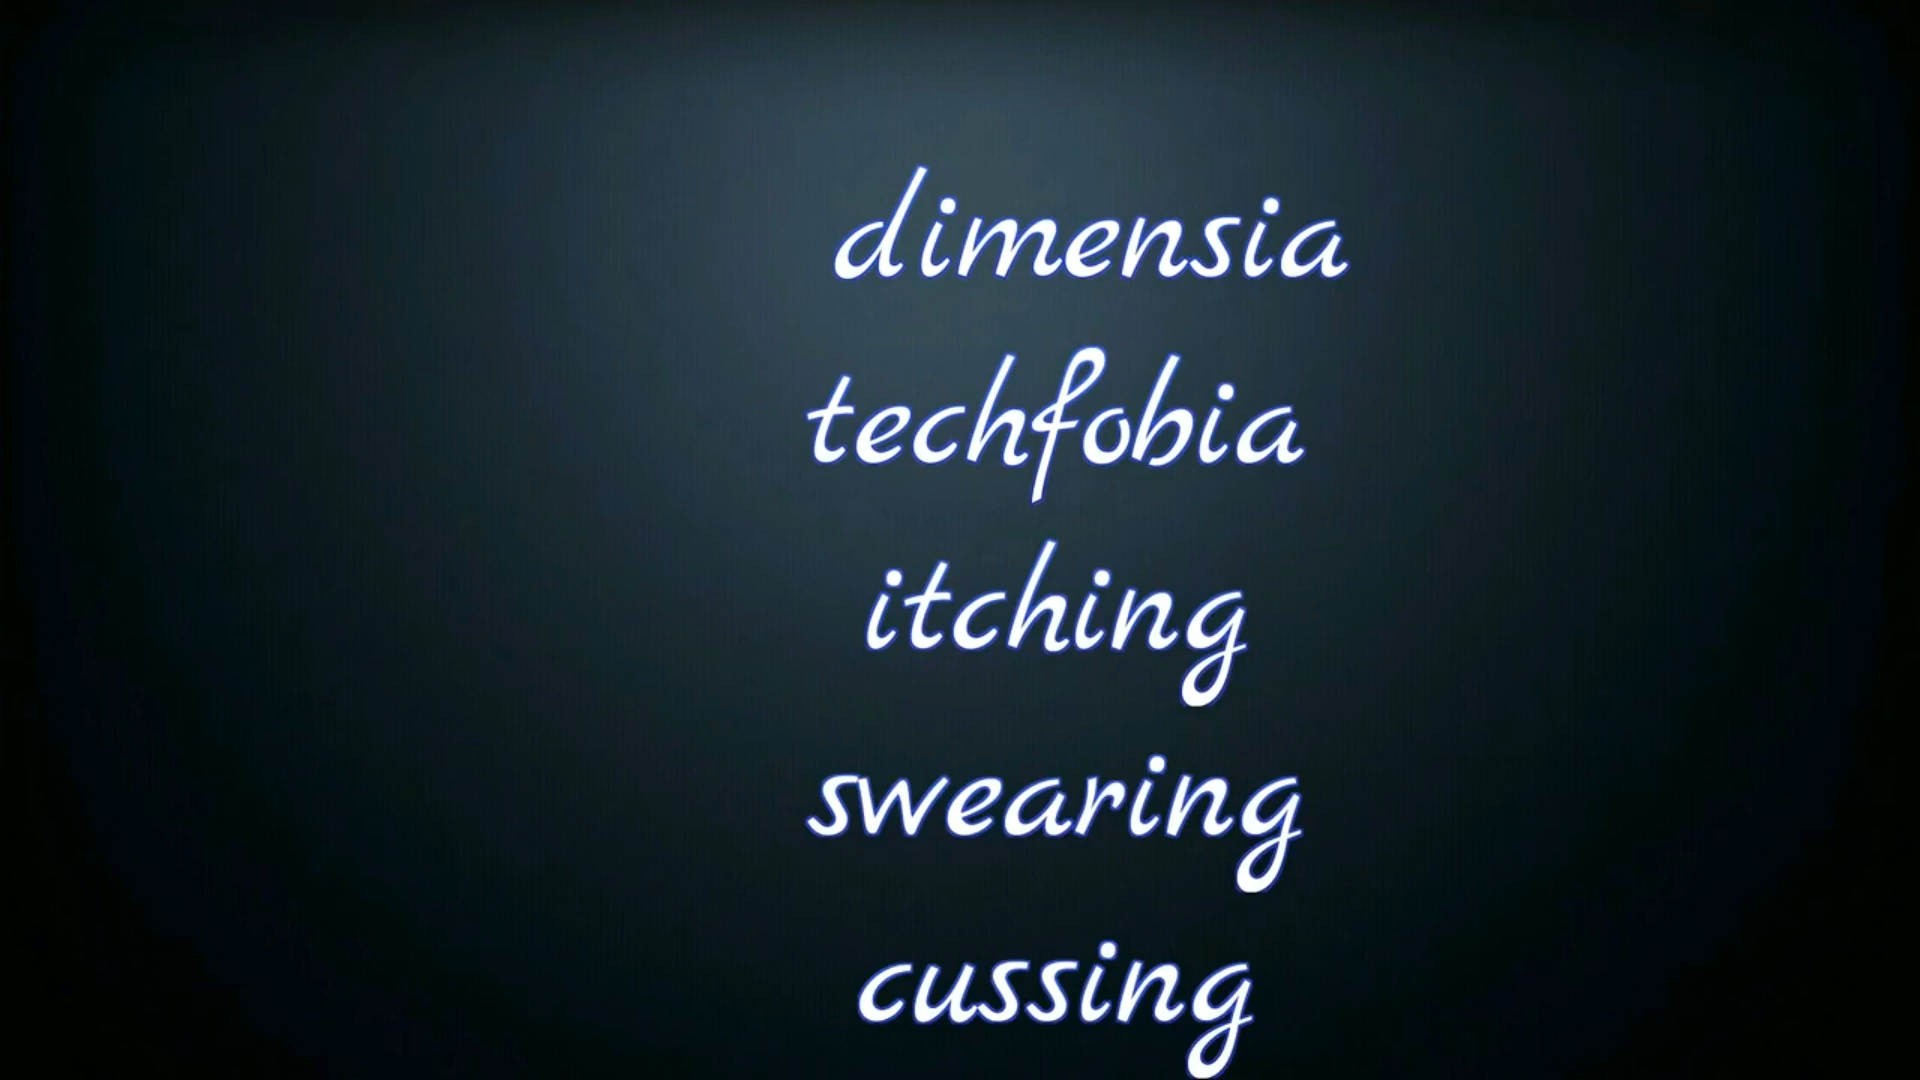 dimensia
techfobia
itching
swearing
cussing